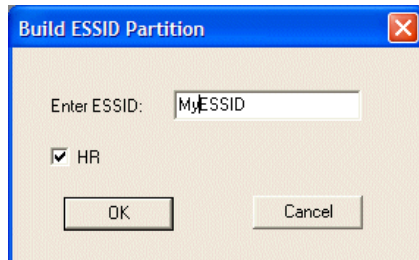 Build ESSID Partition
Enter ESSID: MyESSID
HR
OK Cancel